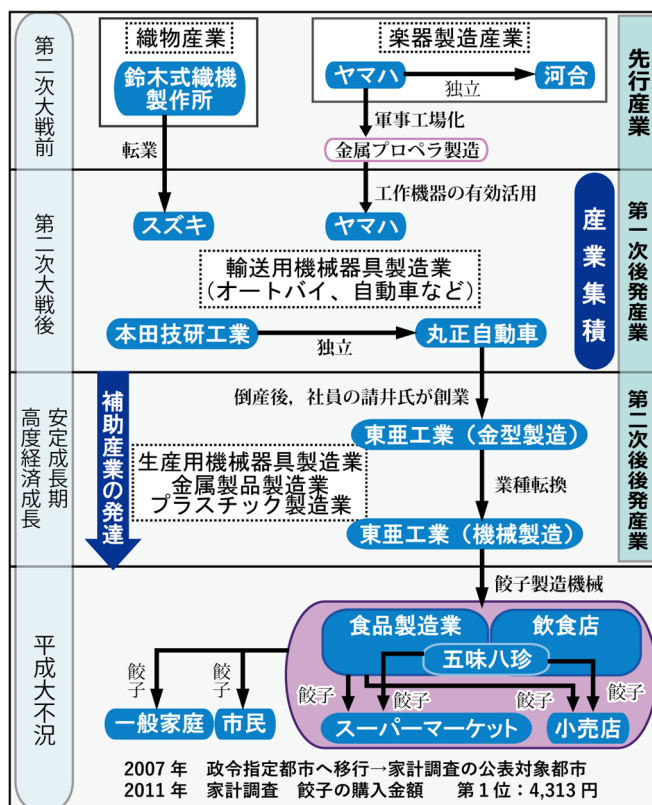 第二次大戦前
織物産業
鈴木式織機
製作所
転業
楽器製造産業
ヤマハ
独立
河合
軍事工場化
金属プロペラ製造
先行産業
第二次大戦後
工作機器の有効活用
スズキ
ヤマハ
輸送用機械器具製造業
（オートバイ、自動車など）
本田技研工業
独立
丸正自動車
産業集積
第一次後発産業
安定成長期
高度経済成長
補助産業の発達
倒産後，社員の請井氏が創業
東亜工業（金型製造）
生産用機械器具製造業
金属製品製造業
プラスチック製造業
業種転換
東亜工業（機械製造）
第二次後後発産業
平成大不況
餃子製造機械
食品製造業
飲食店
五味八珍
餃子
餃子
餃子
餃子
餃子
餃子
一般家庭
市民
スーパーマーケット
小売店
2007 年 政令指定都市へ移行→家計調査の公表対象都市
2011 年 家計調査 餃子の購入金額 第１位：4,313 円